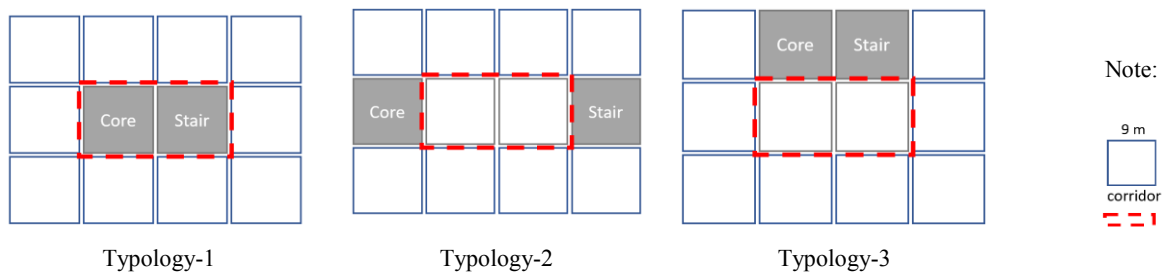 Core Stair
Core Stair
Core Stair
Note:
9 m
corridor
Typology-1
Typology-2
Typology-3